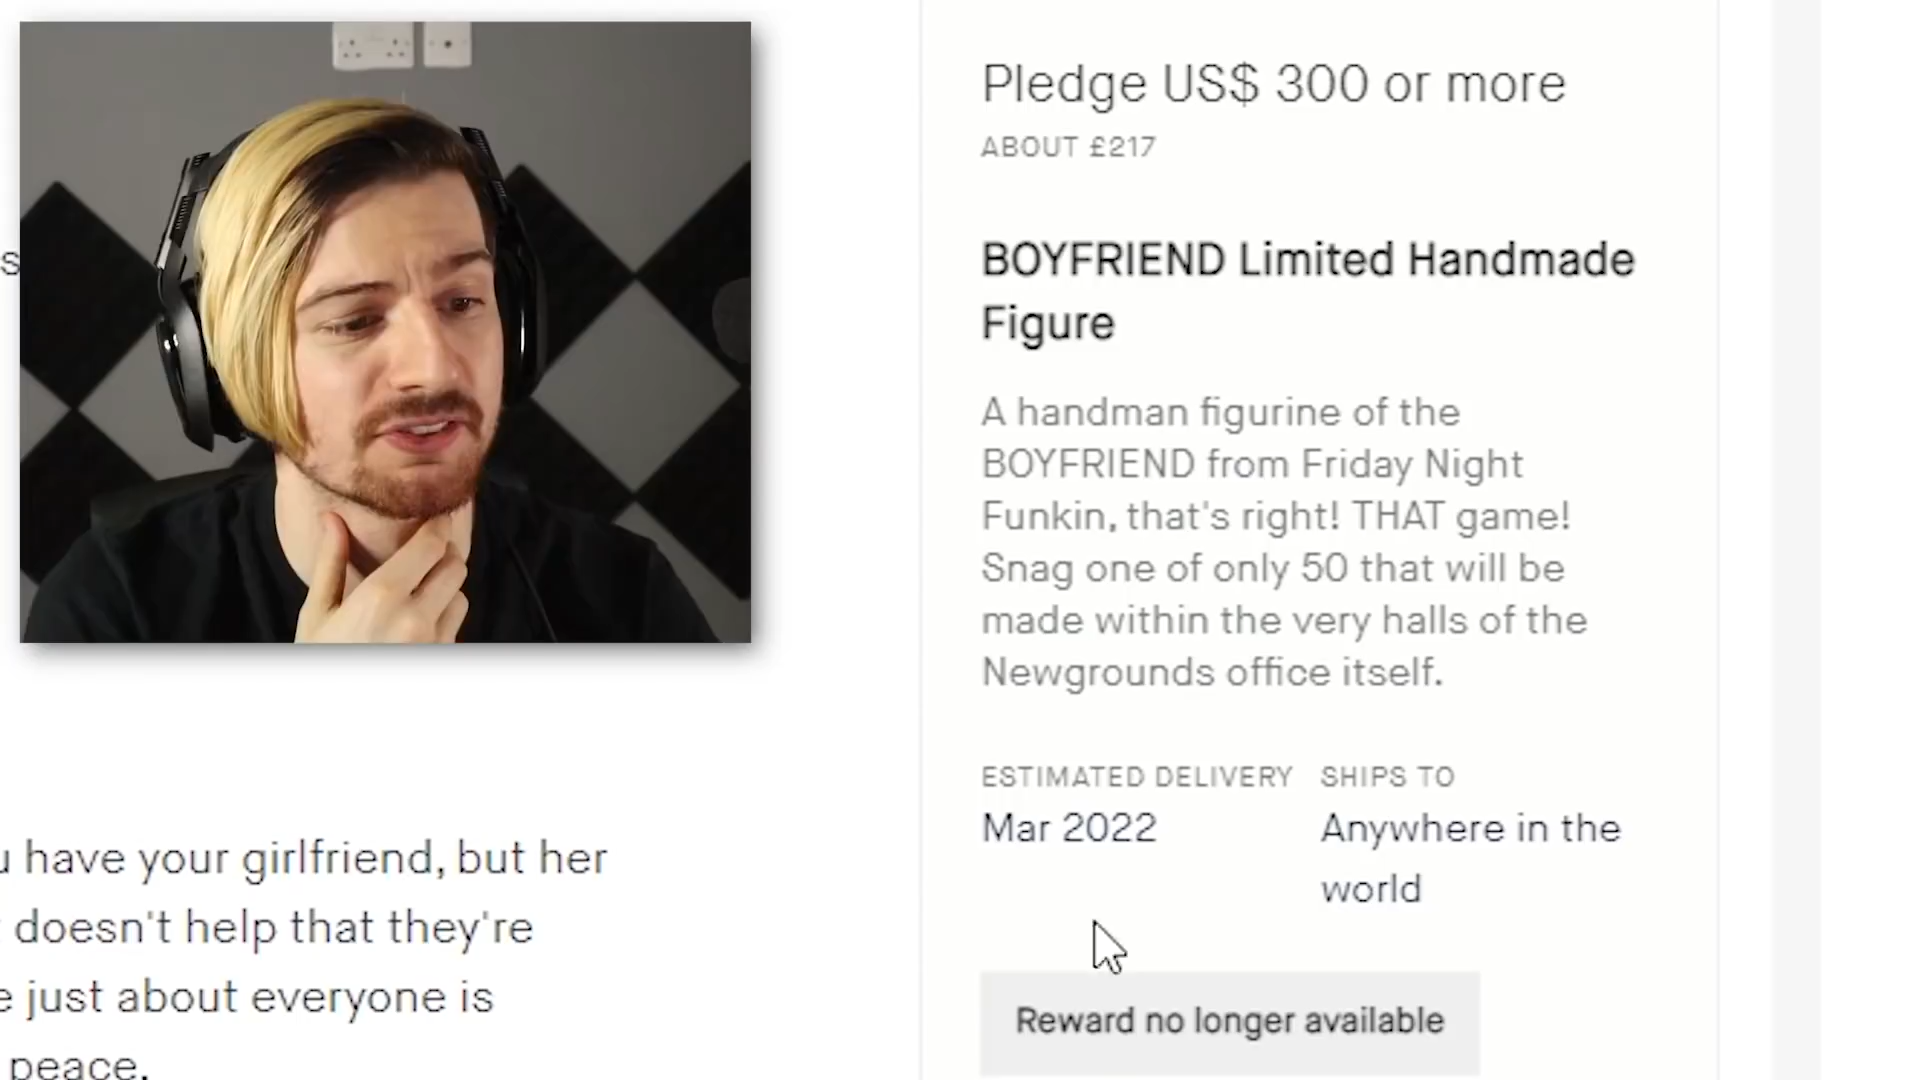 s
Pledge US$ 300 or more
ABOUT £217
BOYFRIEND Limited Handmade
Figure
A handman figurine of the
BOYFRIEND from Friday Night
Funkin, that's right! THAT game!
Snag one of only 50 that will be
made within the very halls of the
Newgrounds office itself.
ESTIMATED DELIVERY
Mar 2022
SHIPS TO
Anywhere in the
world
Reward no longer available
u have your girlfriend, but her
doesn't help that they're
e just about everyone is
peace.